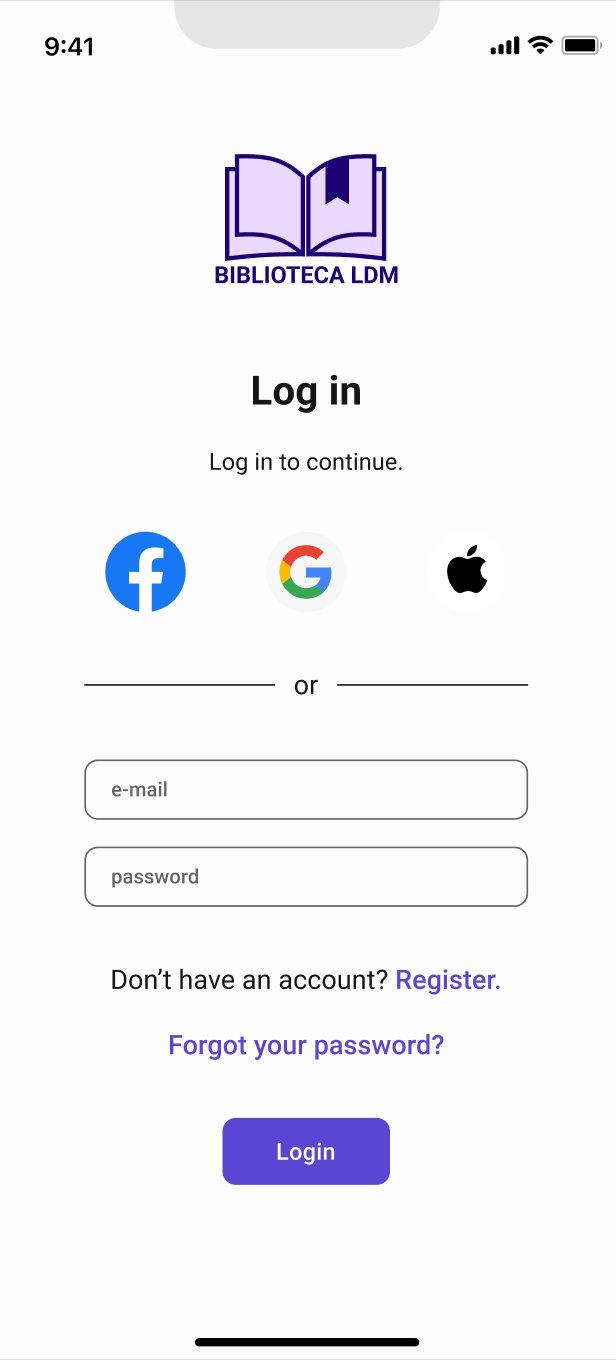 9:41
BIBLIOTECA LDM
Log in
Log in to continue.
or
e-mail
password
Don’t have an account? Register.
Forgot your password?
Login